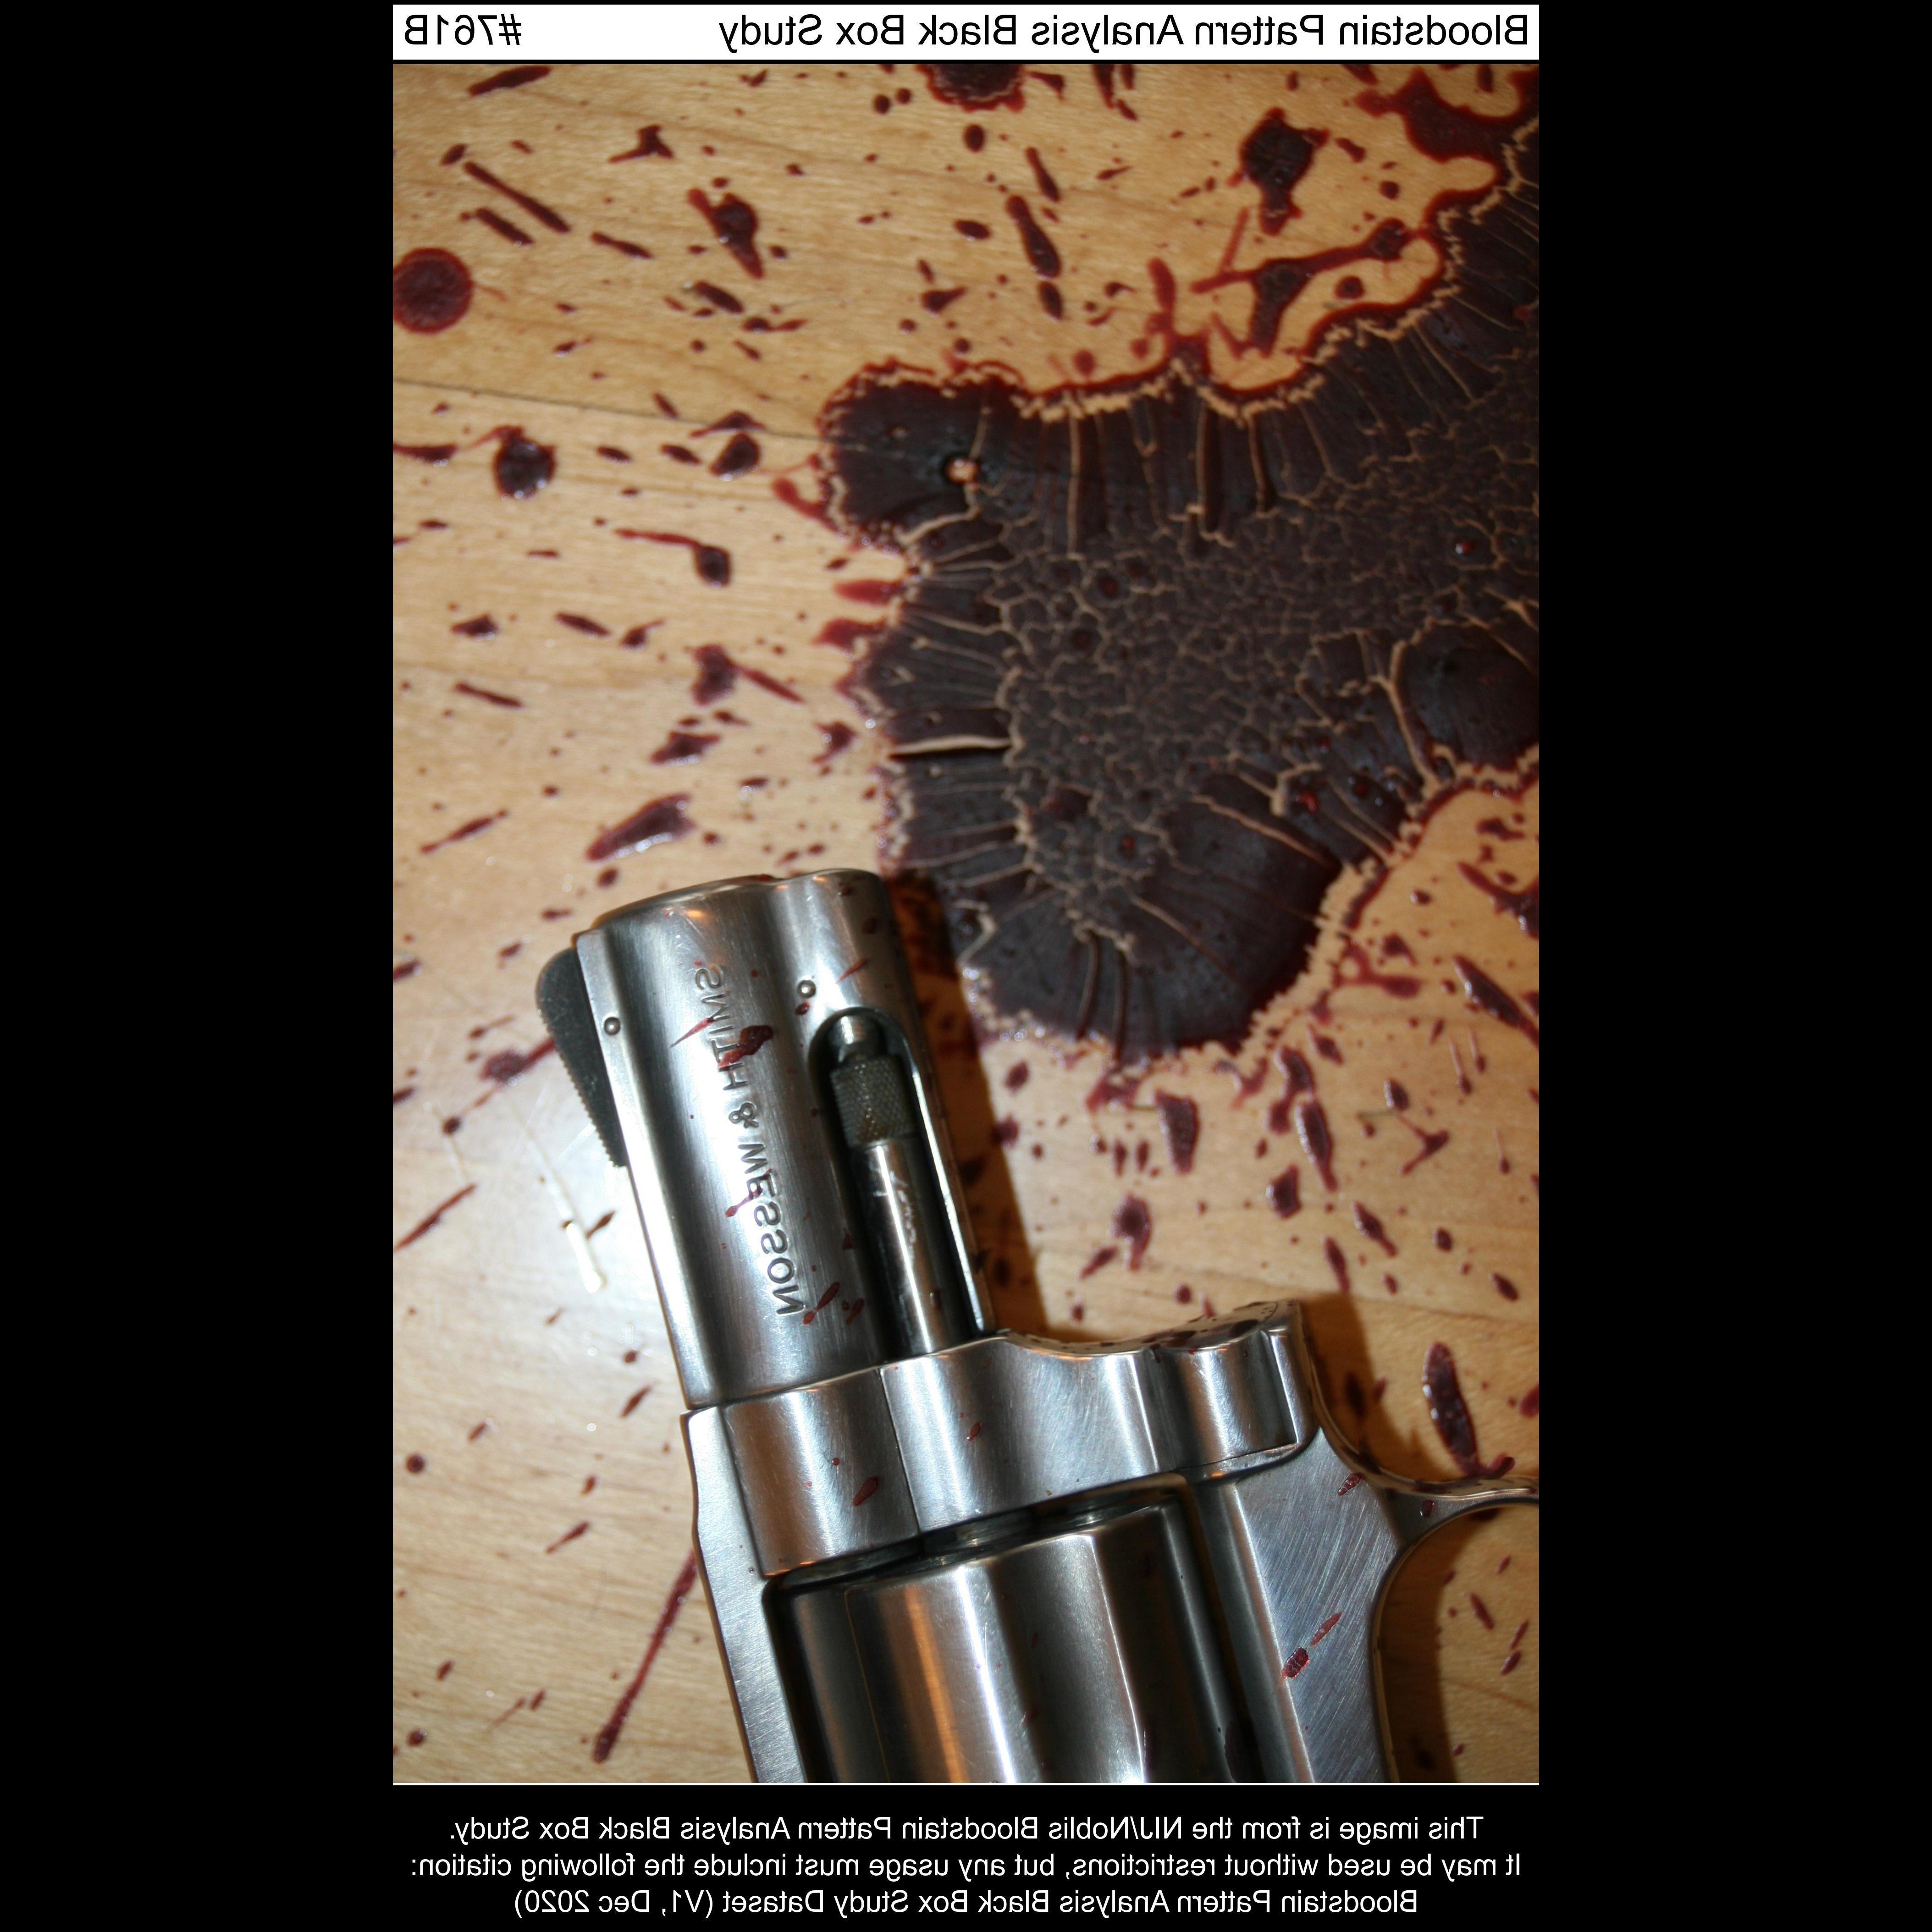 Bloodstain Pattern Analysis Black Box Study #761B
SMITH & WESSON
This image is from the NIJ/Noblis Bloodstain Pattern Analysis Black Box Study.
It may be used without restrictions, but any usage must include the following citation:
Bloodstain Pattern Analysis Black Box Study Dataset (V1, Dec 2020)